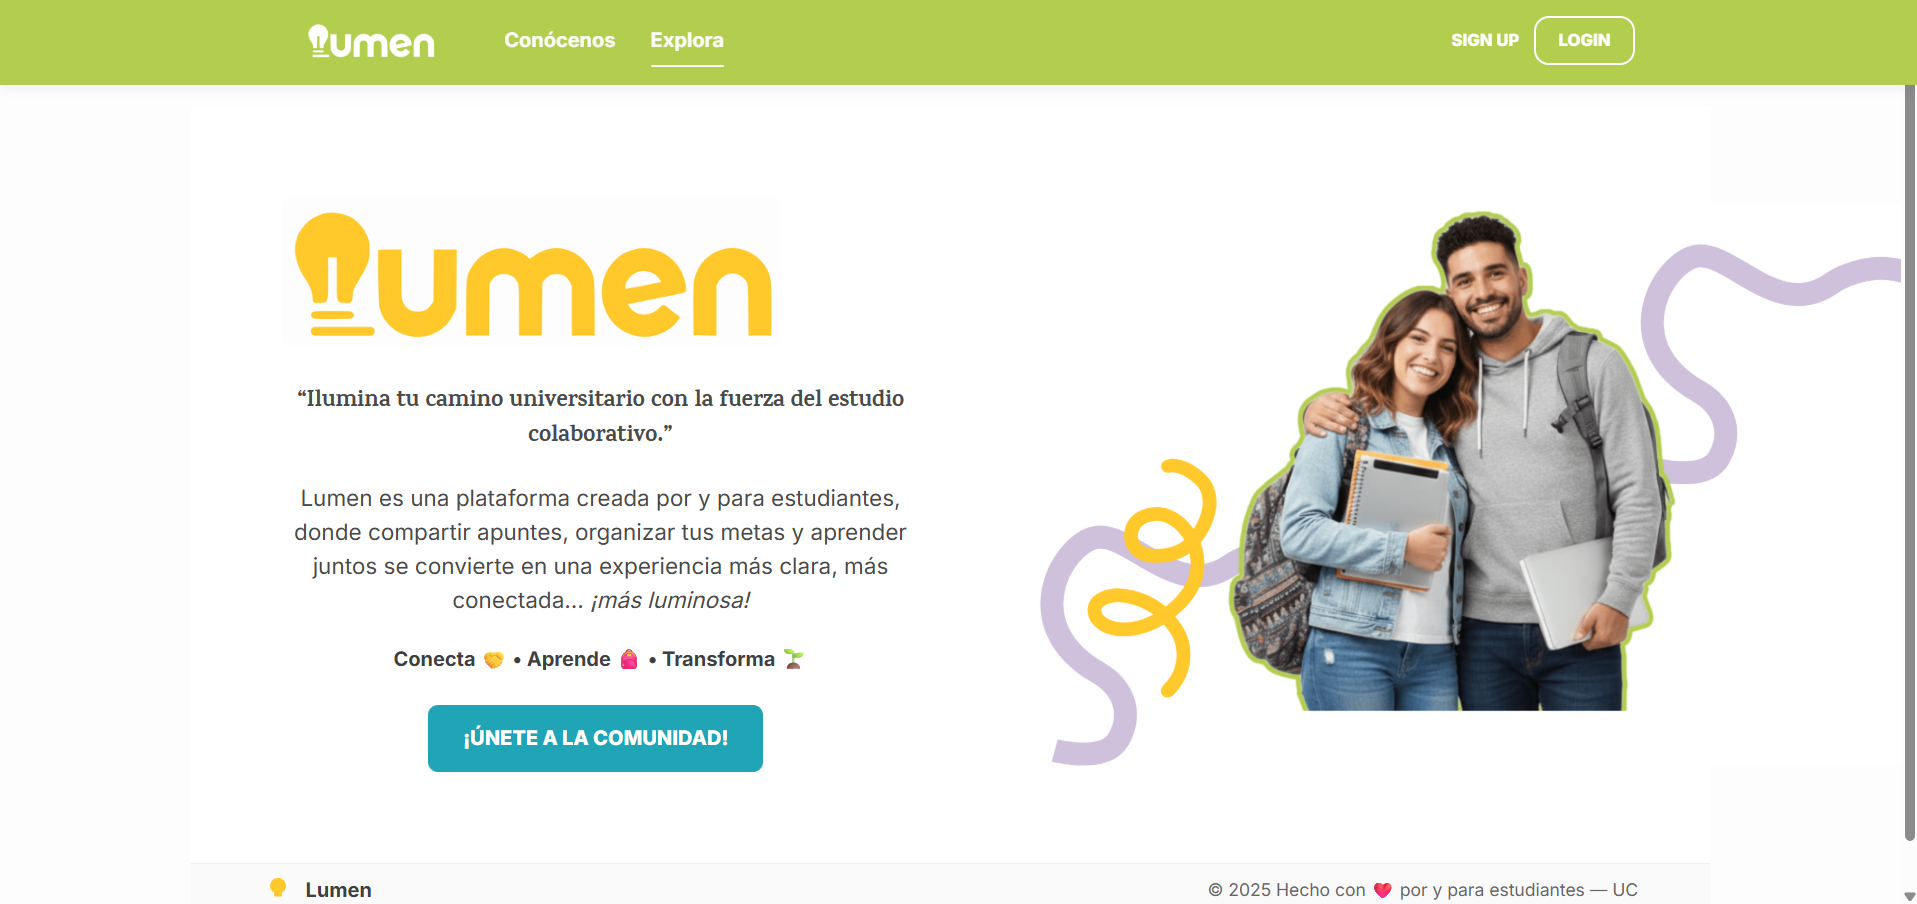 lumen
Conócenos
Explora
SIGN UP
LOGIN
lumen
“Ilumina tu camino universitario con la fuerza del estudio
colaborativo.”
Lumen es una plataforma creada por y para estudiantes,
donde compartir apuntes, organizar tus metas y aprender
juntos se convierte en una experiencia más clara, más
conectada... ¡más luminosa!
Conecta 🤝 • Aprende 🎒 • Transforma 🌱
¡ÚNETE A LA COMUNIDAD!
Lumen
© 2025 Hecho con ❤️ por y para estudiantes — UC